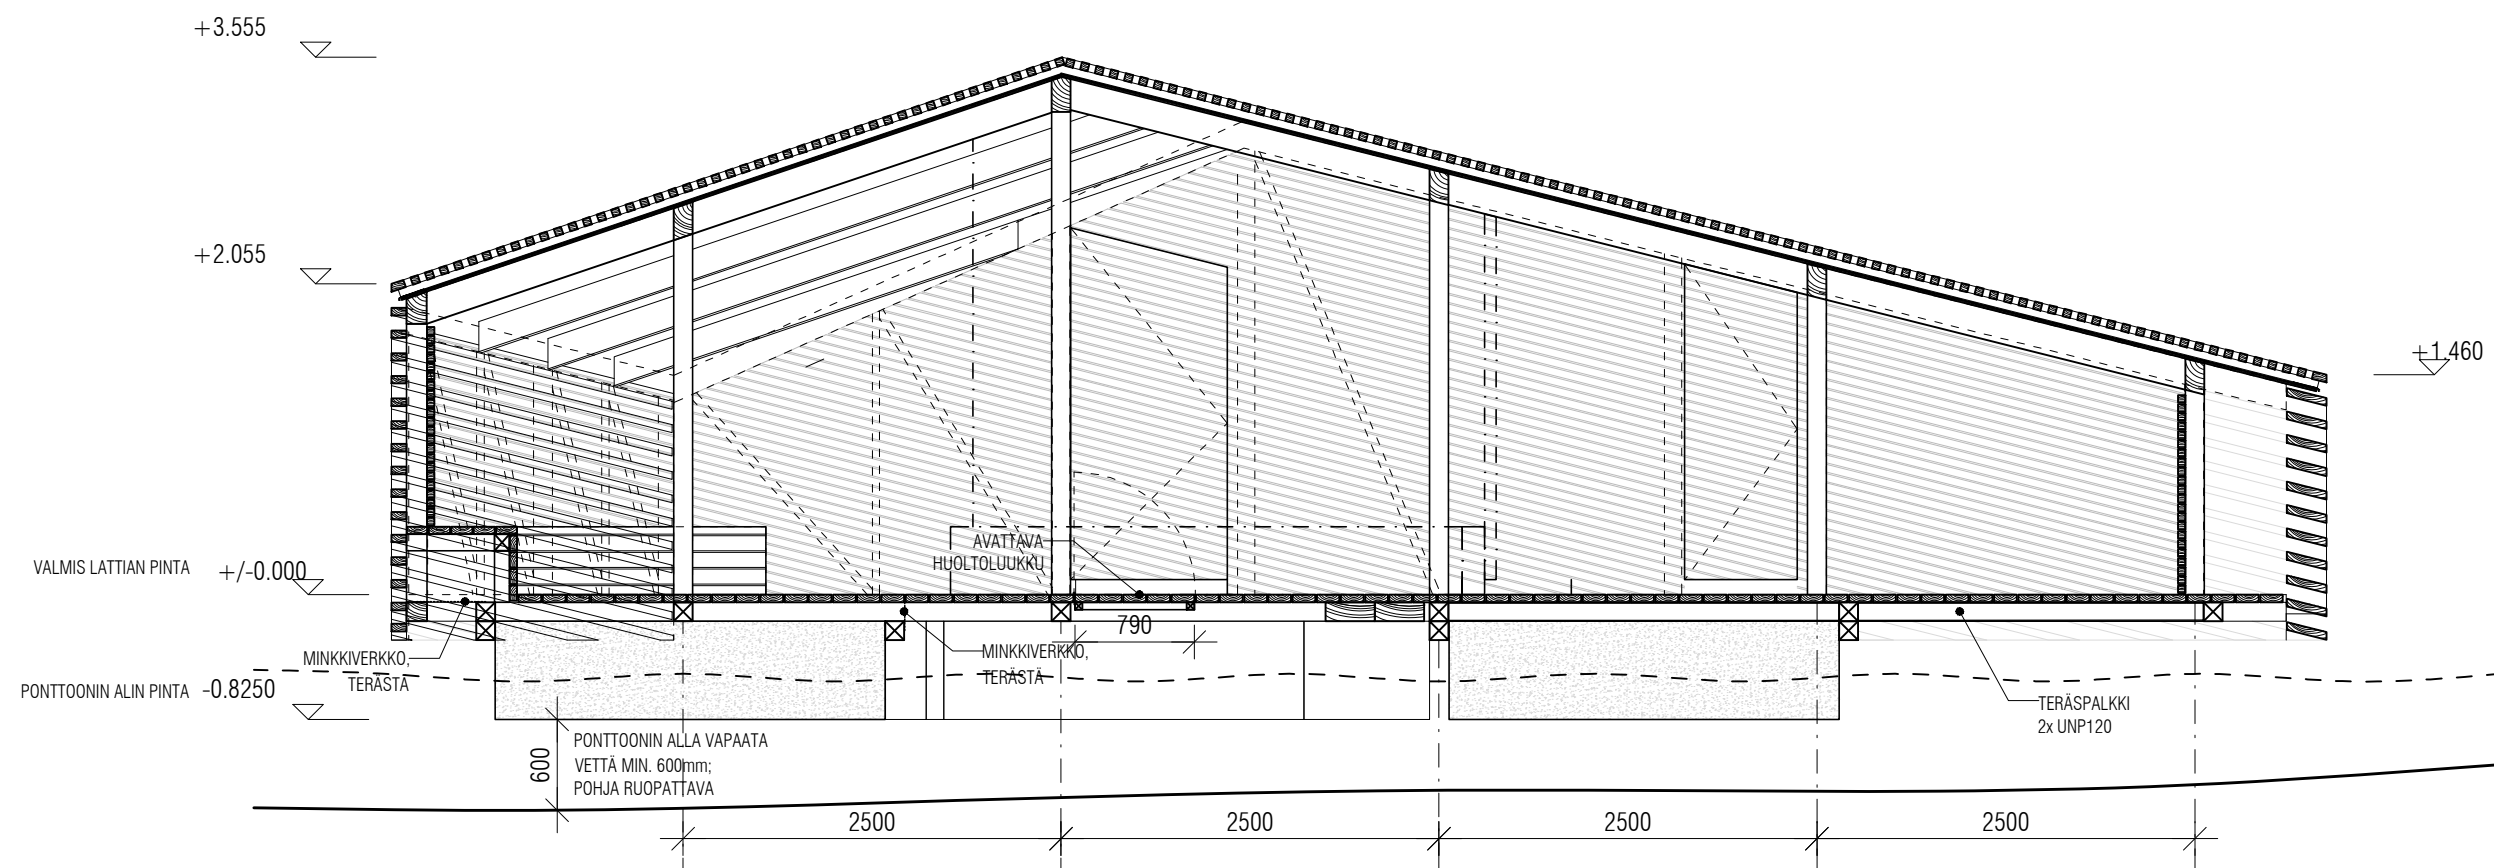 +3.555
+2.055
+1.460
AVATTAVA
HUOLTOLUUKKU
VALMIS LATTIAN PINTA +/-0.000
790
MINKKIVERKKO,
TERÄSTÄ
MINKKIVERKKO,
TERÄSTÄ
PONTTOONIN ALIN PINTA -0.8250
TERÄSPALKKI
2x UNP120
600
PONTTOONIN ALLA VAPAATA
VETTÄ MIN. 600mm;
POHJA RUOPATTAVA
2500 2500 2500 2500